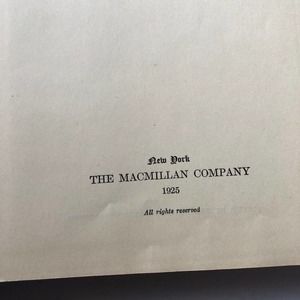 New York
THE MACMILLAN COMPANY
1925
All rights reserved